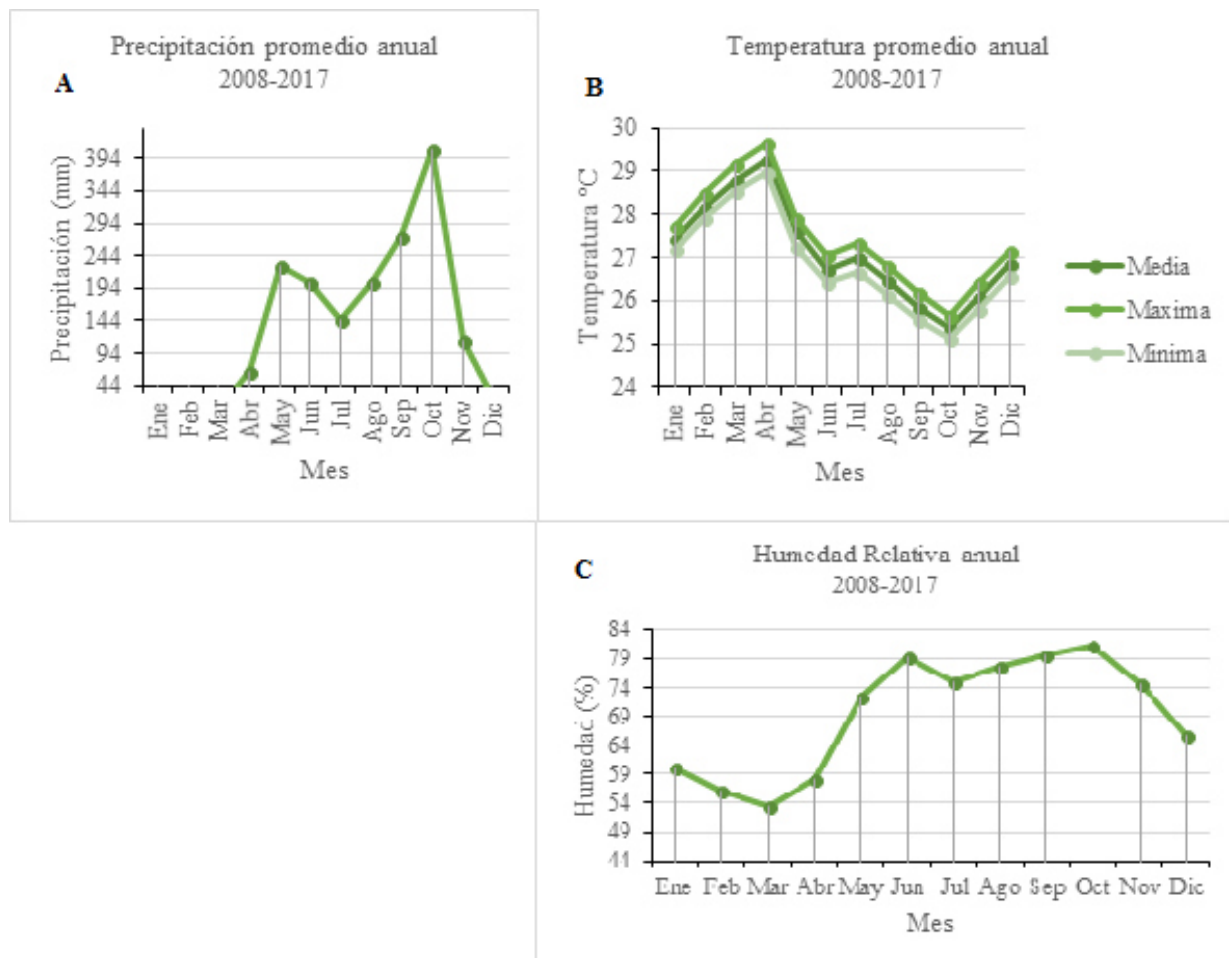 Precipitación promedio anual
2008-2017
A
Precipitación (mm)
394
344
294
244
194
144
94
44
Ene Feb Mar Abr May Jun Jul Ago Sep Oct Nov Dic
Mes
Temperatura promedio anual
2008-2017
B
Temperatura °C
30
29
28
27
26
25
24
Ene Feb Mar Abr May Jun Jul Ago Sep Oct Nov Dic
Mes
Media
Maxima
Minima
Humedad Relativa anual
2008-2017
C
Humedad (%)
84
79
74
69
64
59
54
49
Ene Feb Mar Abr May Jun Jul Ago Sep Oct Nov Dic
Mes